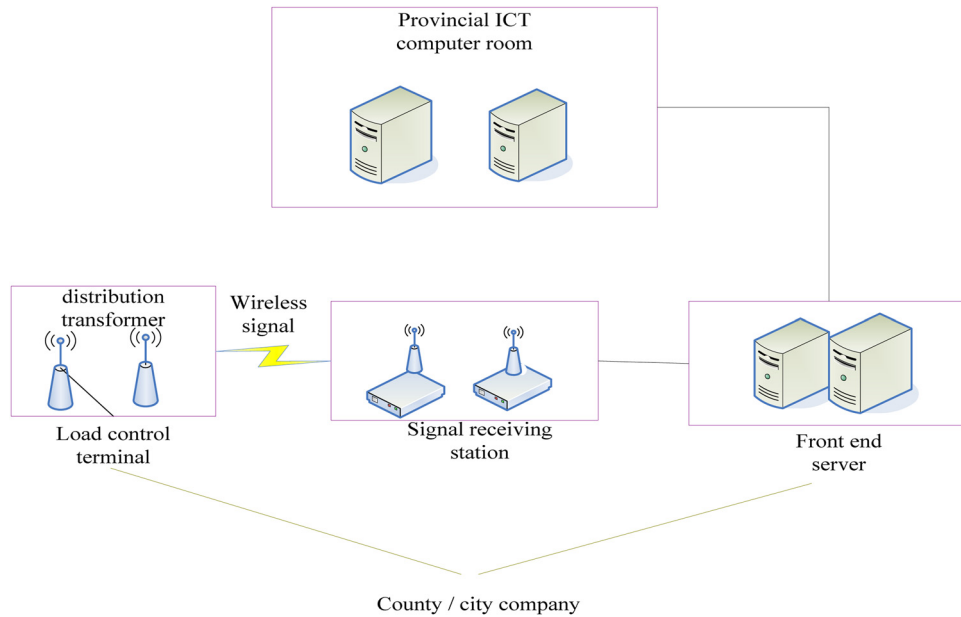 Provincial ICT
computer room
distribution
transformer
Wireless
signal
Load control
terminal
Signal receiving
station
Front end
server
County / city company